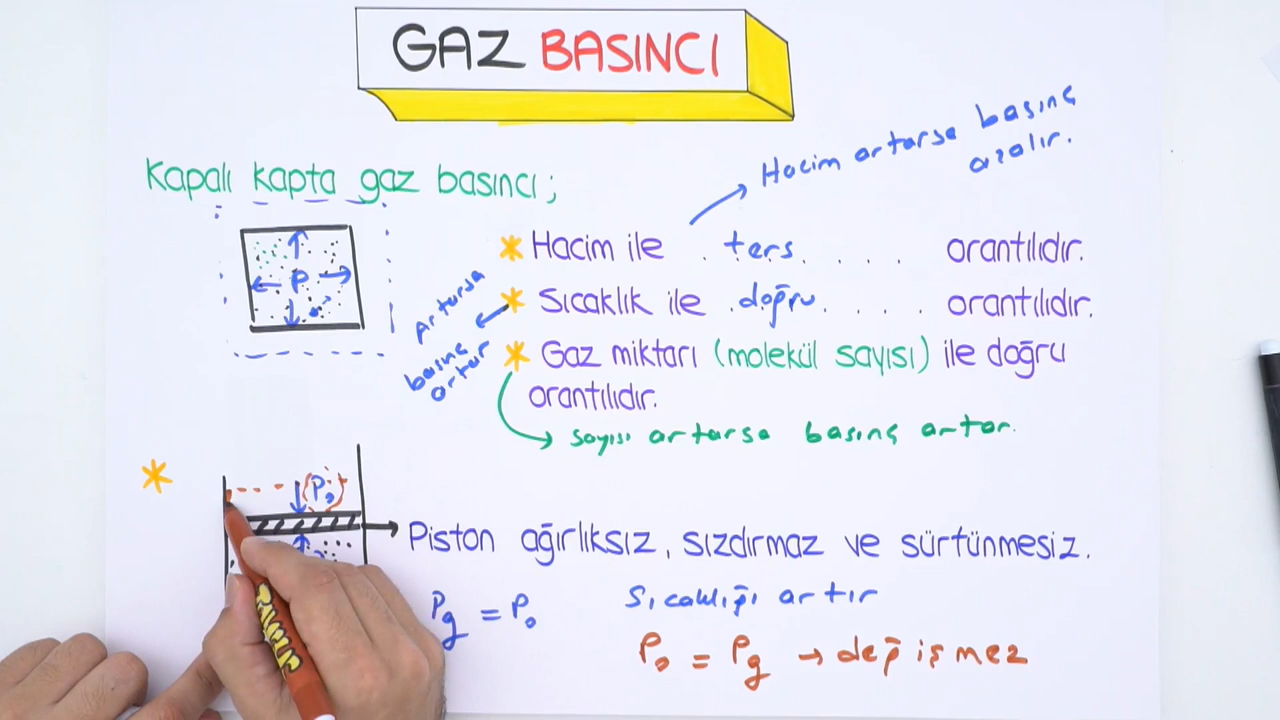 GAZ BASINCI
Hacim artarsa basınç
azalır.
Kapalı kapta gaz basıncı;
P
* Hacim ile . ters. . . . . orantılıdır.
* Sıcaklık ile .doğru. . . . . orantılıdır.
artarsa
basınç
artar
* Gaz miktarı (molekül sayısı) ile doğru
orantılıdır.
sayısı artarsa basınç artar.
*
P₀
Piston ağırlıksız, sızdırmaz ve sürtünmesiz.
Pg = P₀
Sıcaklığı artır
P₀ = Pg → değişmez